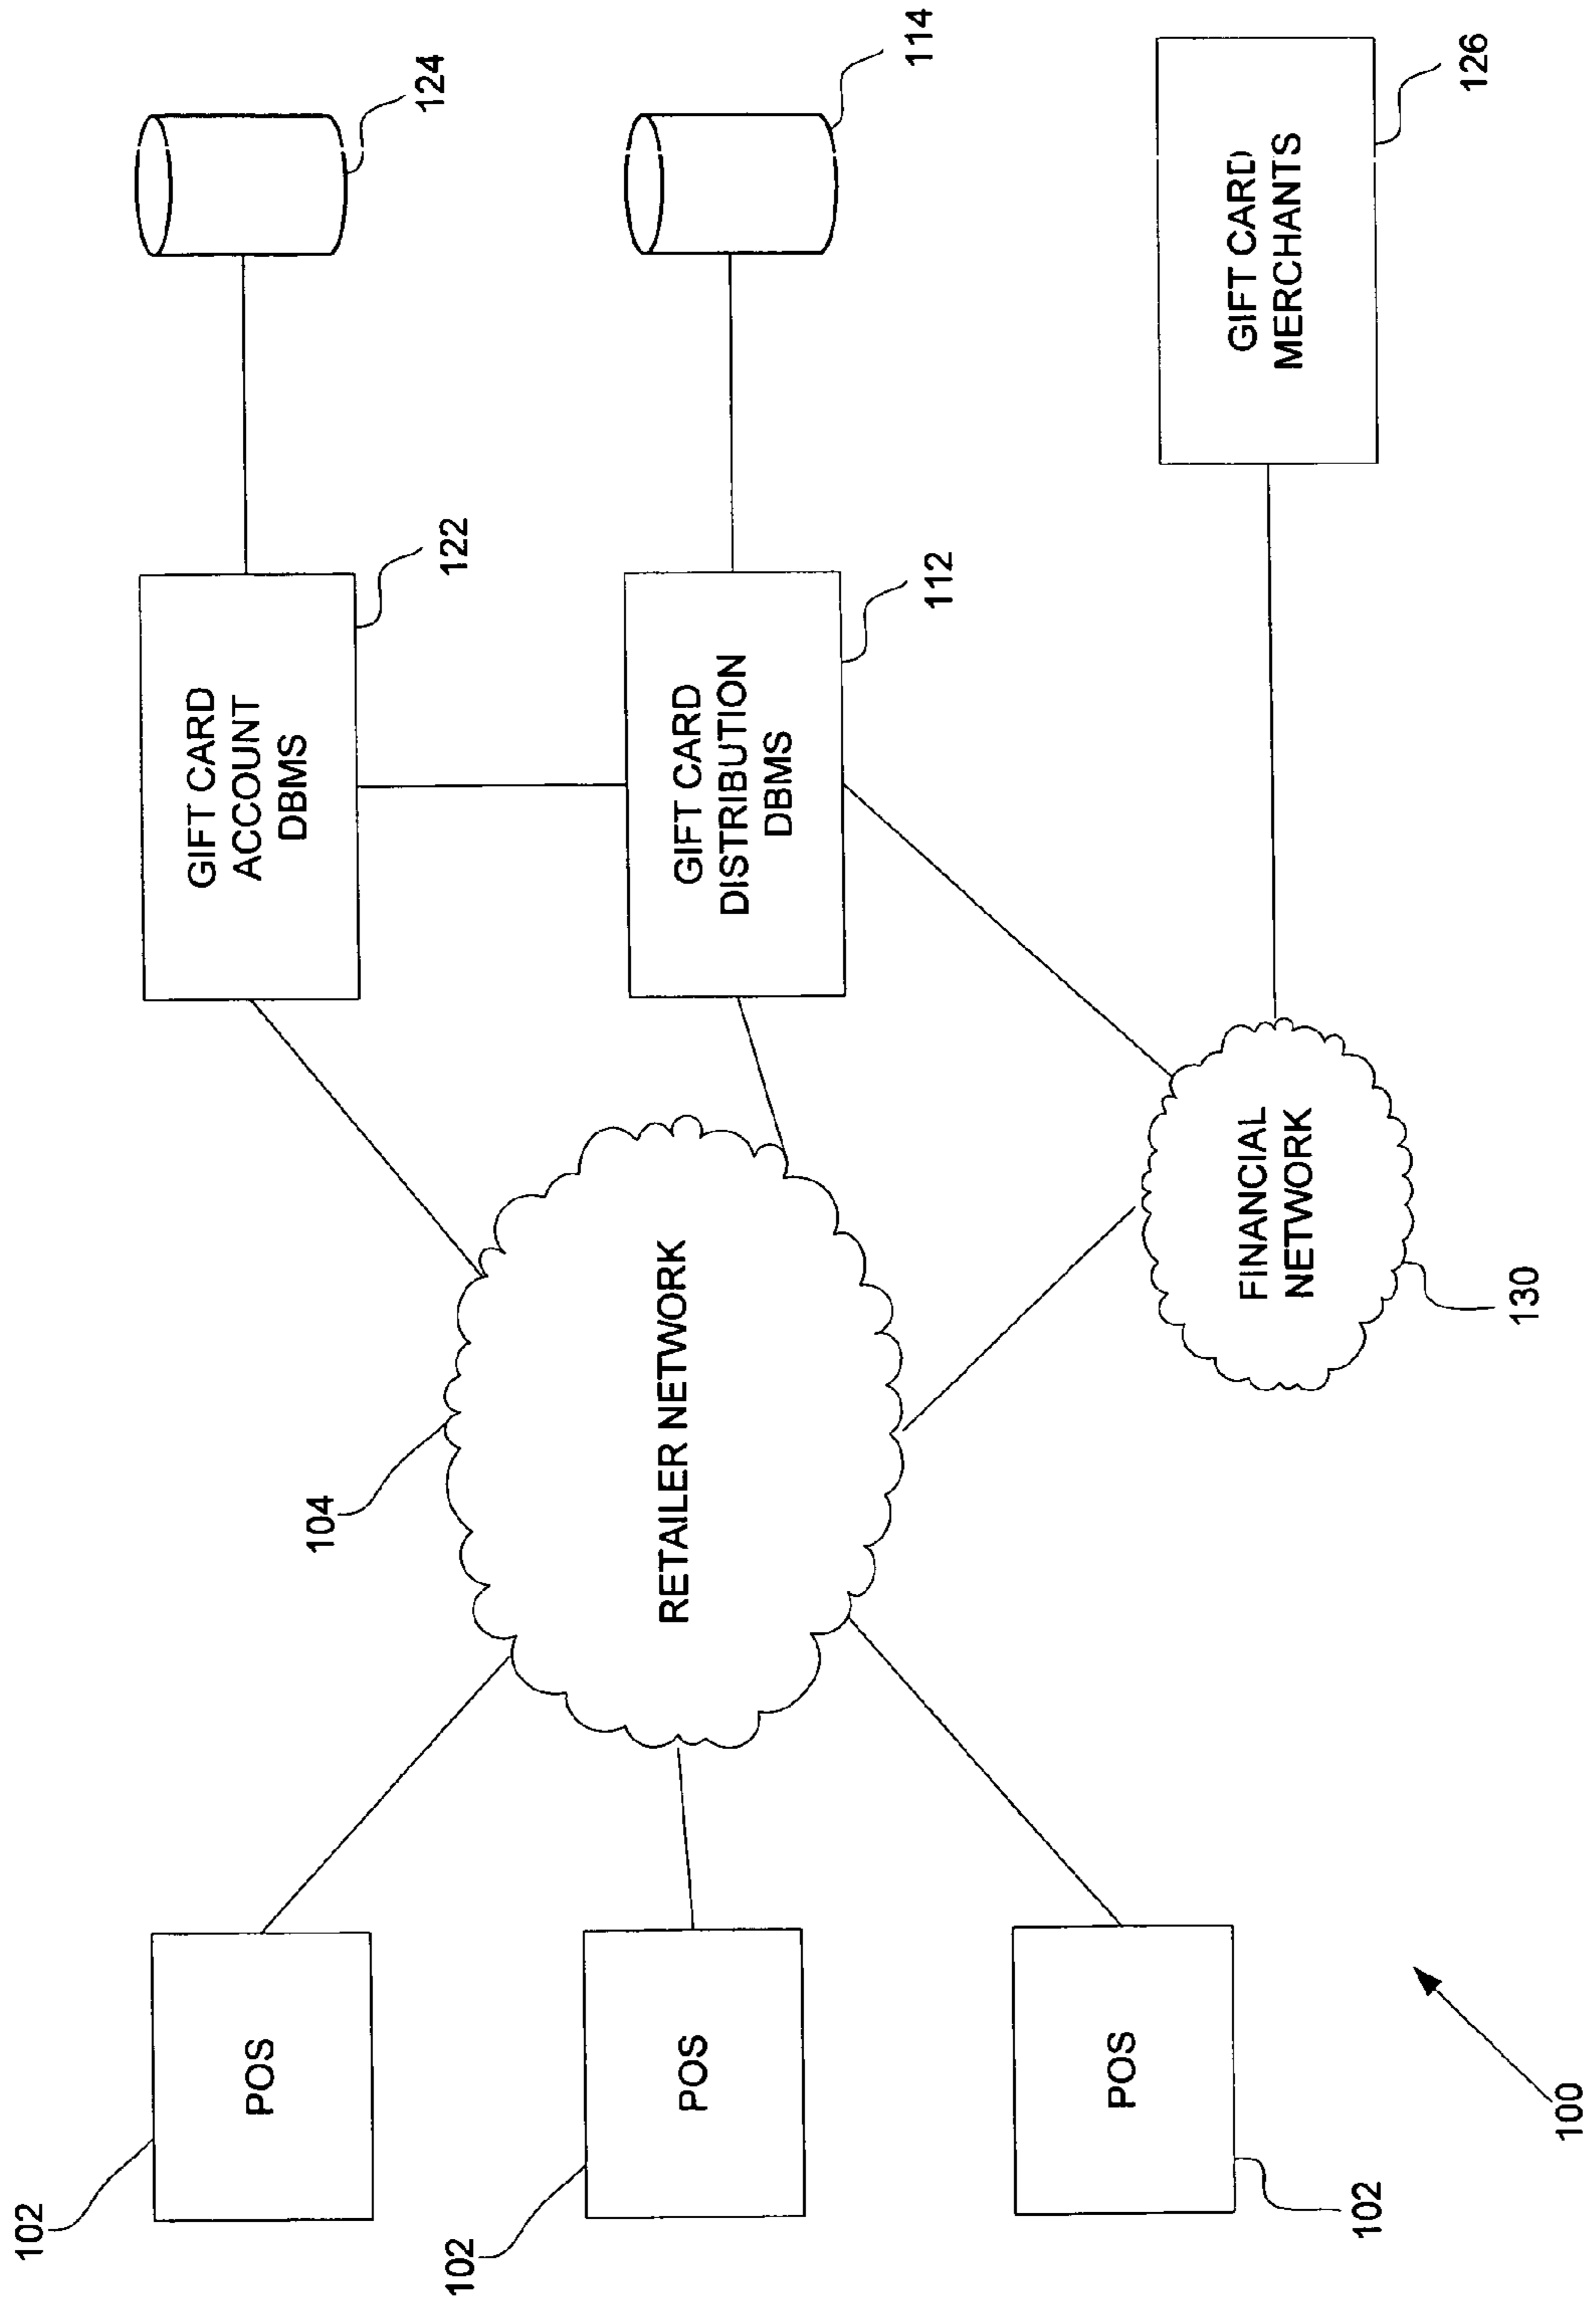 102
POS
102
POS
102
POS
100
104
RETAILER NETWORK
FINANCIAL
NETWORK
130
GIFT CARD
ACCOUNT
DBMS
122
124
GIFT CARD
DISTRIBUTION
DBMS
112
114
GIFT CARD
MERCHANTS
126